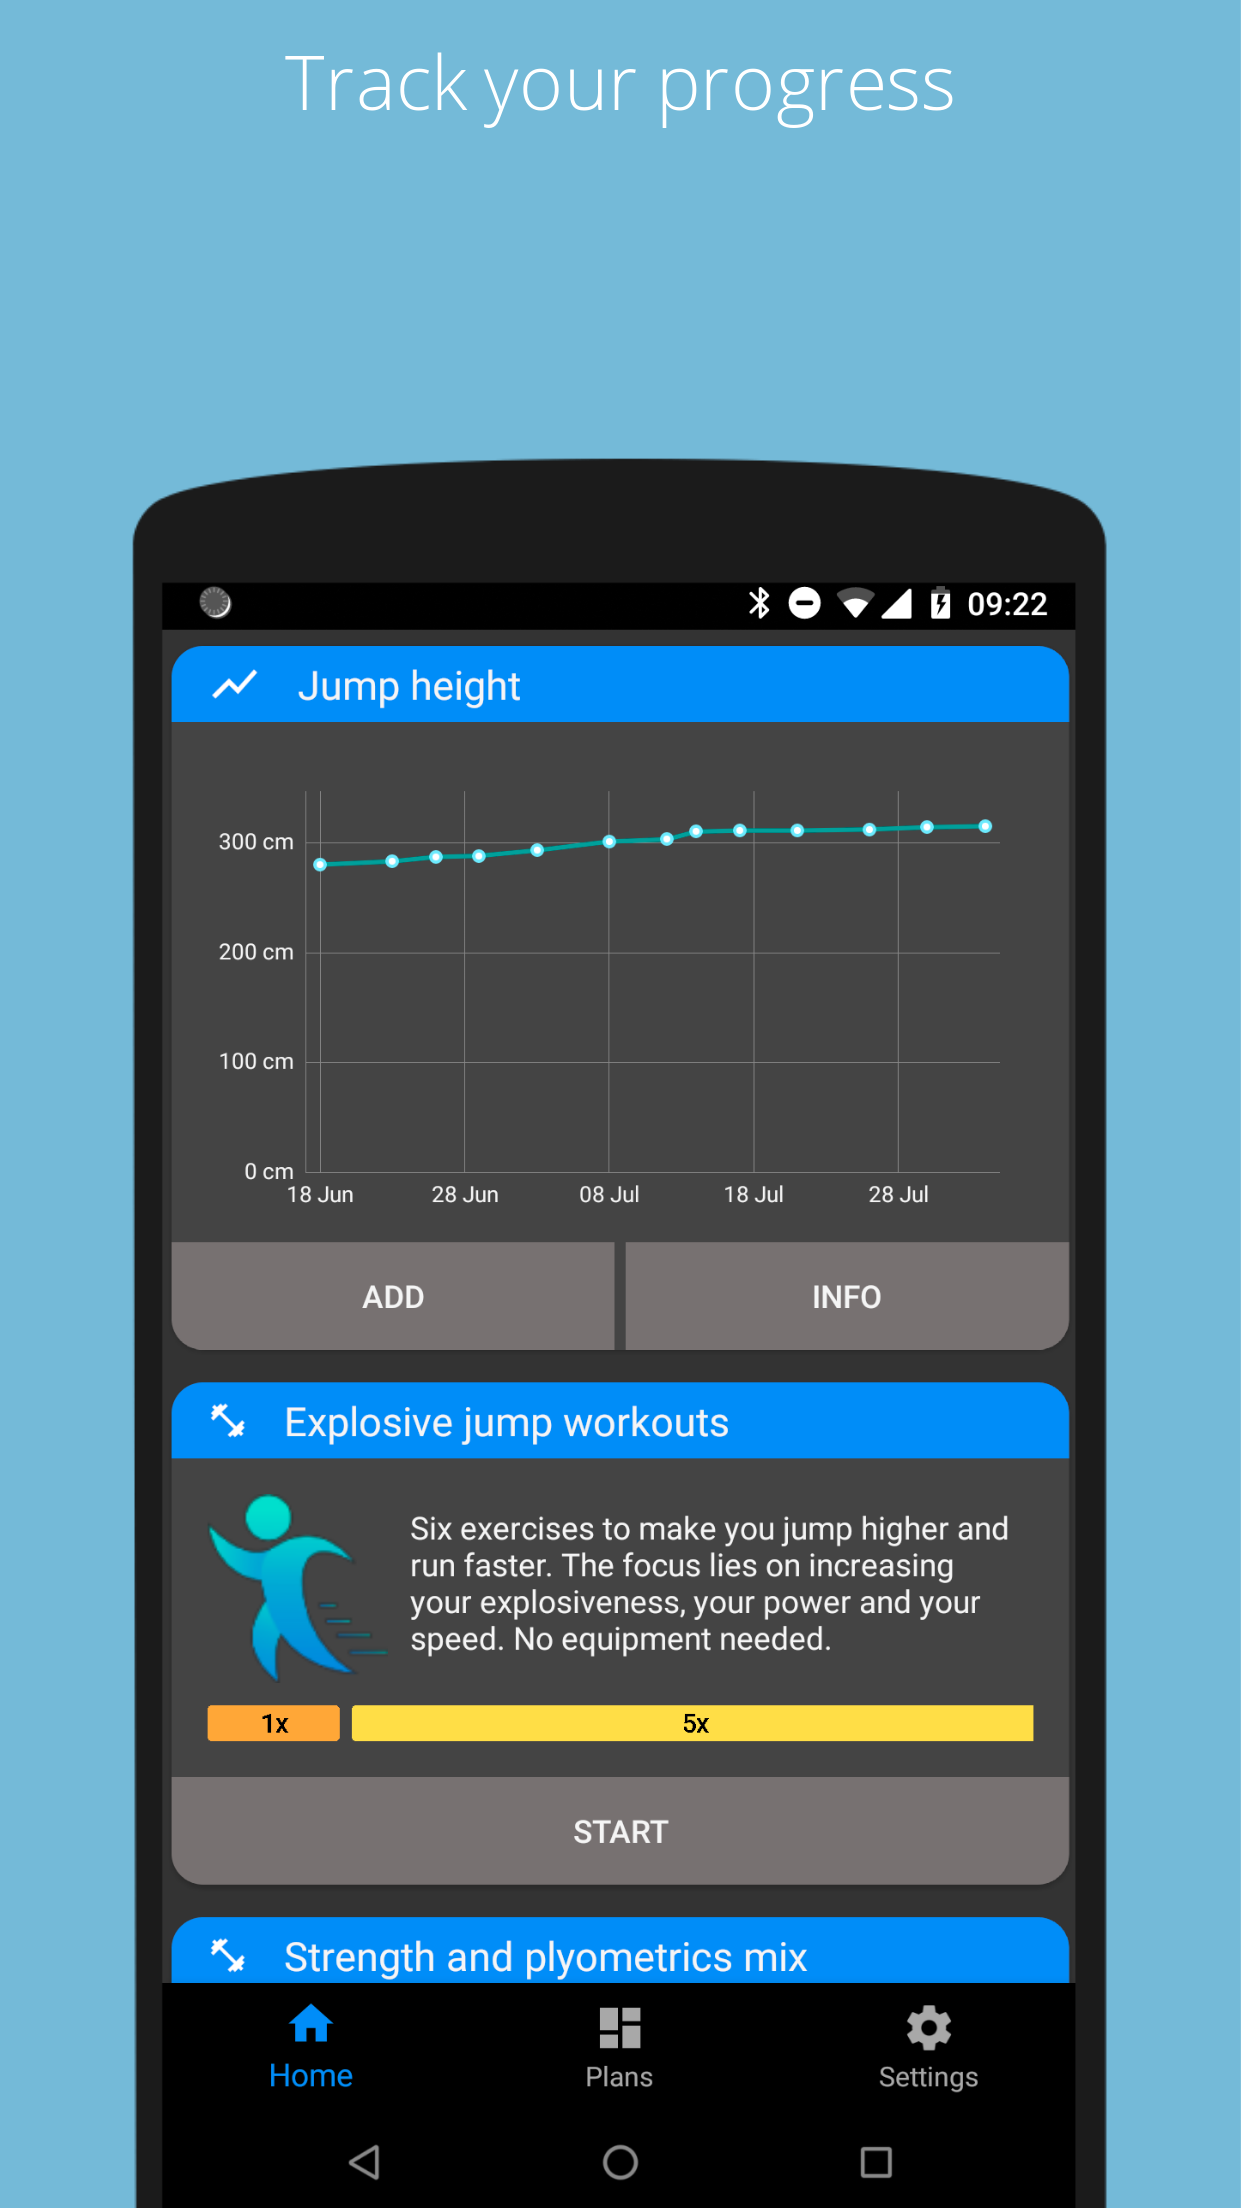 Track your progress
09:22
Jump height
300 cm
200 cm
100 cm
0 cm
18 Jun 28 Jun 08 Jul 18 Jul 28 Jul
ADD INFO
Explosive jump workouts
Six exercises to make you jump higher and
run faster. The focus lies on increasing
your explosiveness, your power and your
speed. No equipment needed.
1x 5x
START
Strength and plyometrics mix
Home Plans Settings